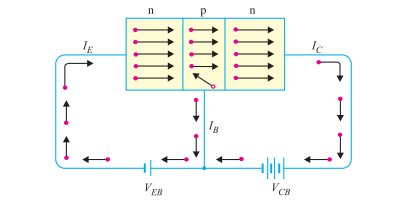 n p n
I_E I_C
I_B
V_EB V_CB